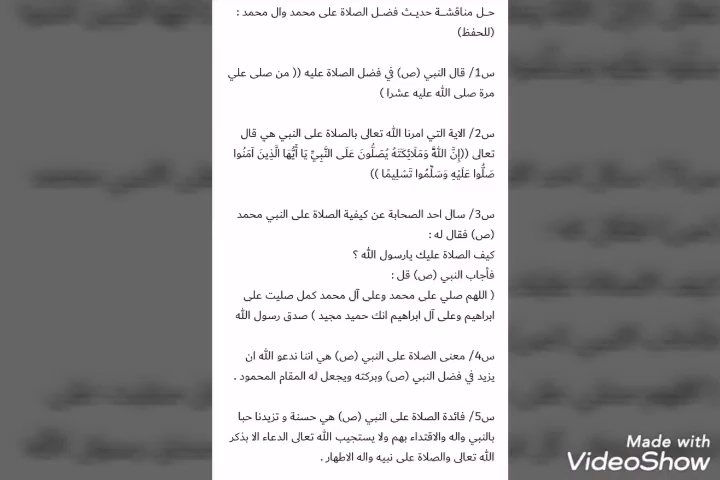 حل مناقشة حديث فضل الصلاة على محمد وال محمد :
(للحفظ)
س1/ قال النبي (ص) في فضل الصلاة عليه (( من صلى علي
مرة صلى الله عليه عشرا )
س2/ الاية التي امرنا الله تعالى بالصلاة على النبي هي قال
تعالى ((إِنَّ اللَّهَ وَمَلَائِكَتَهُ يُصَلُّونَ عَلَى النَّبِيِّ يَا أَيُّهَا الَّذِينَ آمَنُوا
صَلُّوا عَلَيْهِ وَسَلِّمُوا تَسْلِيمًا ))
س3/ سال احد الصحابة عن كيفية الصلاة على النبي محمد
(ص) فقال له :
كيف الصلاة عليك يارسول الله ؟
فأجاب النبي (ص) قل :
( اللهم صلي على محمد وعلى آل محمد كمل صليت على
ابراهيم وعلى آل ابراهيم انك حميد مجيد ) صدق رسول الله
س4/ معنى الصلاة على النبي (ص) هي اننا ندعو الله ان
يزيد في فضل النبي (ص) وبركته ويجعل له المقام المحمود .
س5/ فائدة الصلاة على النبي (ص) هي حسنة و تزيدنا حبا
بالنبي واله والاقتداء بهم ولا يستجيب الله تعالى الدعاء الا بذكر
الله تعالى والصلاة على نبيه واله الاطهار .
Made with
VideoShow